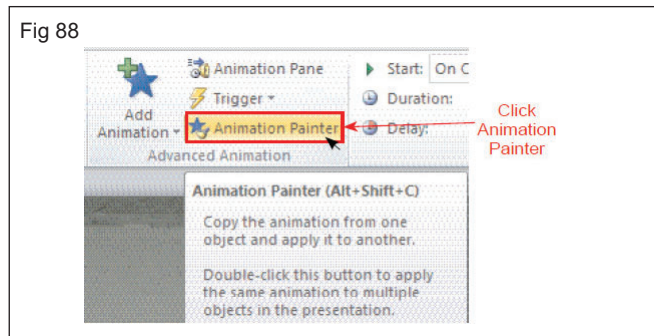 Fig 88
Animation Pane
Start: On C
Trigger
Duration:
Add
Animation
Animation Painter
Delay:
Click
Animation
Painter
Advanced Animation
Animation Painter (Alt+Shift+C)
Copy the animation from one
object and apply it to another.
Double-click this button to apply
the same animation to multiple
objects in the presentation.